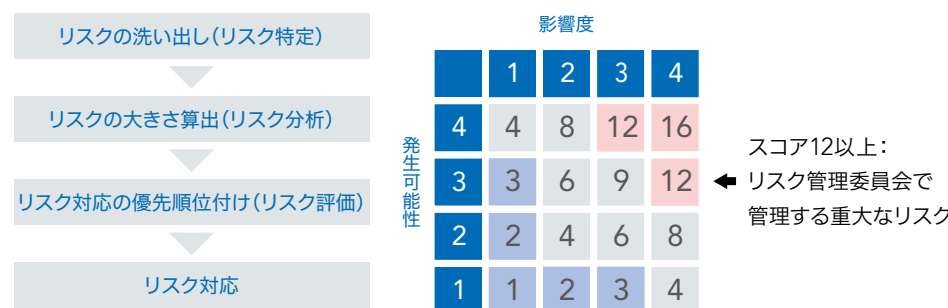 リスクの洗い出し(リスク特定)
リスクの大きさ算出(リスク分析)
リスク対応の優先順位付け(リスク評価)
リスク対応
影響度
発生可能性
1 2 3 4
4 4 8 12 16
3 3 6 9 12
2 2 4 6 8
1 1 2 3 4
スコア12以上：
リスク管理委員会で
管理する重大なリスク